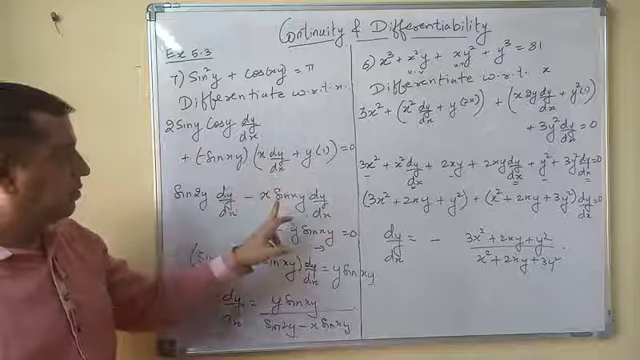 Continuity & Differentiability
Ex 5.3
7) Sin²y + cos(xy) = π
Differentiate w.r.t. x.
2 Siny Cosy dy/dx
+ (-Sinxy) (x dy/dx + y(1)) = 0
Sin2y dy/dx - x Sinxy dy/dx
- y Sinxy = 0
xy) dy/dx = y Sinxy
dy/dx = y Sinxy / Sin2y - x Sinxy
6) x³ + x²y + xy² + y³ = 81
Differentiate w.r.t. x
3x² + (x² dy/dx + y(2x)) + (x 2y dy/dx + y²(1))
+ 3y² dy/dx = 0
3x² + x² dy/dx + 2xy + 2xy dy/dx + y² + 3y² dy/dx = 0
(3x² + 2xy + y²) + (x² + 2xy + 3y²) dy/dx = 0
dy/dx = - 3x² + 2xy + y² / x² + 2xy + 3y² .